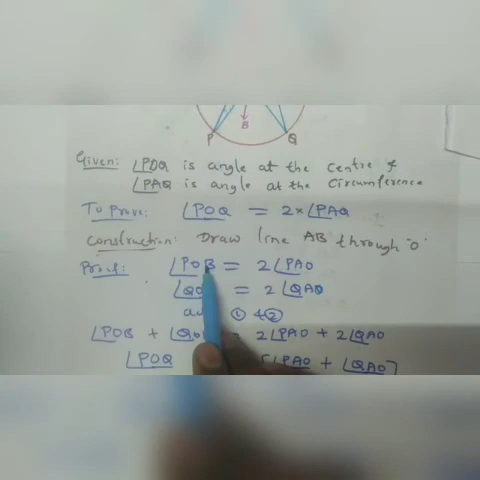 B
P Q
Given: ∠POQ is angle at the centre &
∠PAQ is angle at the Circumference
To prove: ∠POQ = 2×∠PAQ
Construction: Draw line AB through "O"
Proof: ∠POB = 2∠PAO
= 2∠QAO
① & ②
∠POB + = 2∠PAO + 2∠QAO
∠POQ [∠PAO + ∠QAO]